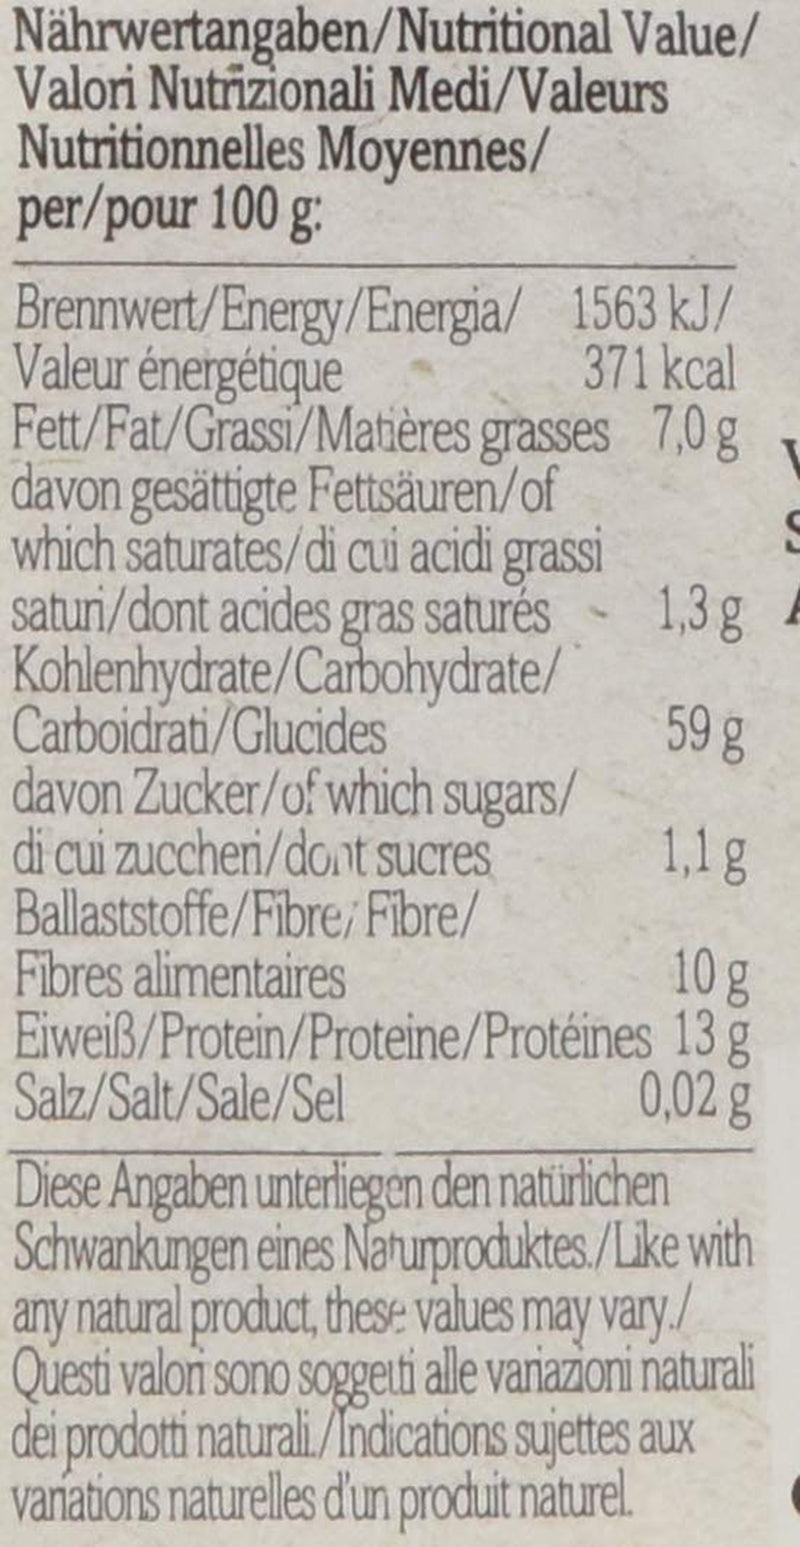 Nährwertangaben/Nutritional Value/
Valori Nutrizionali Medi/Valeurs
Nutritionnelles Moyennes/
per/pour 100 g:
Brennwert/Energy/Energia/ 1563 kJ/
Valeur énergétique 371 kcal
Fett/Fat/Grassi/Matières grasses 7,0 g
davon gesättigte Fettsäuren/of
which saturates/di cui acidi grassi
saturi/dont acides gras saturés 1,3 g
Kohlenhydrate/Carbohydrate/
Carboidrati/Glucides 59 g
davon Zucker/of which sugars/
di cui zuccheri/dont sucres 1,1 g
Ballaststoffe/Fibre/Fibre/
Fibres alimentaires 10 g
Eiweiß/Protein/Proteine/Protéines 13 g
Salz/Salt/Sale/Sel 0,02 g
Diese Angaben unterliegen den natürlichen
Schwankungen eines Naturproduktes./Like with
any natural product, these values may vary./
Questi valori sono soggetti alle variazioni naturali
dei prodotti naturali./Indications sujettes aux
variations naturelles d'un produit naturel.